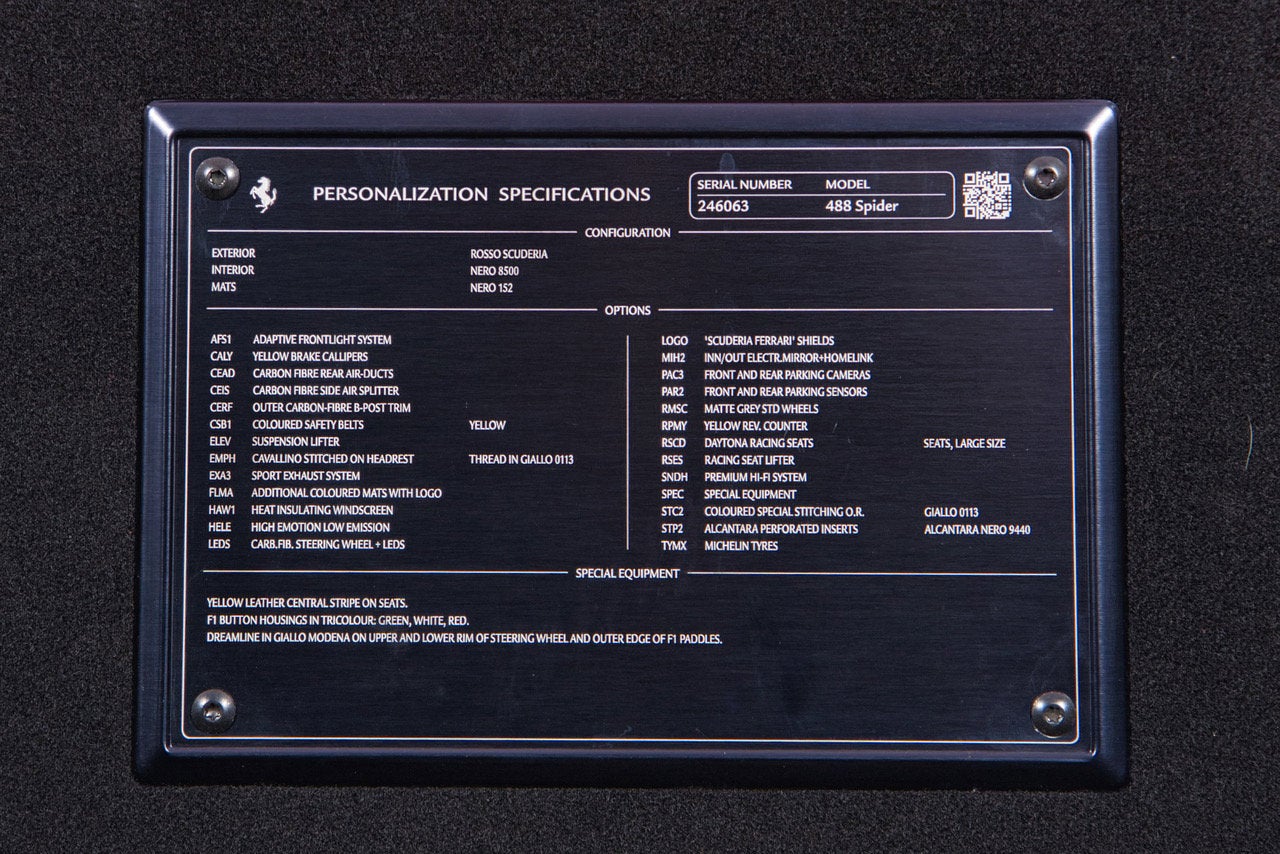 PERSONALIZATION SPECIFICATIONS
SERIAL NUMBER MODEL
246063 488 Spider
CONFIGURATION
EXTERIOR ROSSO SCUDERIA
INTERIOR NERO 8500
MATS NERO 152
OPTIONS
AFS1 ADAPTIVE FRONTLIGHT SYSTEM
CALY YELLOW BRAKE CALLIPERS
CEAD CARBON FIBRE REAR AIR-DUCTS
CEIS CARBON FIBRE SIDE AIR SPLITTER
CERF OUTER CARBON-FIBRE B-POST TRIM
CSB1 COLOURED SAFETY BELTS YELLOW
ELEV SUSPENSION LIFTER
EMPH CAVALLINO STITCHED ON HEADREST THREAD IN GIALLO 0113
EXA3 SPORT EXHAUST SYSTEM
FLMA ADDITIONAL COLOURED MATS WITH LOGO
HAW1 HEAT INSULATING WINDSCREEN
HELE HIGH EMOTION LOW EMISSION
LEDS CARB.FIB. STEERING WHEEL + LEDS
LOGO 'SCUDERIA FERRARI' SHIELDS
MIH2 INN/OUT ELECTR.MIRROR+HOMELINK
PAC3 FRONT AND REAR PARKING CAMERAS
PAR2 FRONT AND REAR PARKING SENSORS
RMSC MATTE GREY STD WHEELS
RPMY YELLOW REV. COUNTER
RSCD DAYTONA RACING SEATS SEATS, LARGE SIZE
RSES RACING SEAT LIFTER
SNDH PREMIUM HI-FI SYSTEM
SPEC SPECIAL EQUIPMENT
STC2 COLOURED SPECIAL STITCHING O.R. GIALLO 0113
STP2 ALCANTARA PERFORATED INSERTS ALCANTARA NERO 9440
TYMX MICHELIN TYRES
SPECIAL EQUIPMENT
YELLOW LEATHER CENTRAL STRIPE ON SEATS.
F1 BUTTON HOUSINGS IN TRICOLOUR: GREEN, WHITE, RED.
DREAMLINE IN GIALLO MODENA ON UPPER AND LOWER RIM OF STEERING WHEEL AND OUTER EDGE OF F1 PADDLES.